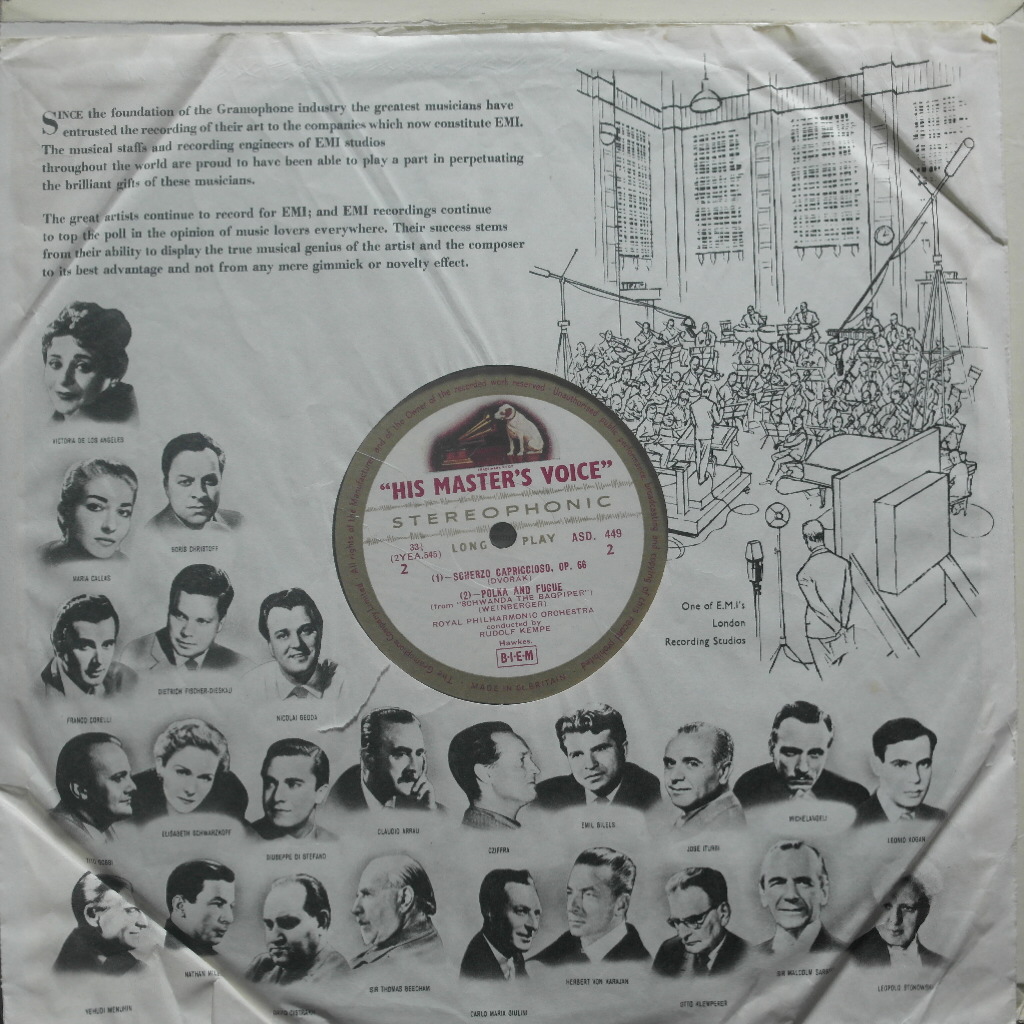 SINCE the foundation of the Gramophone industry the greatest musicians have
entrusted the recording of their art to the companies which now constitute EMI.
The musical staffs and recording engineers of EMI studios
throughout the world are proud to have been able to play a part in perpetuating
the brilliant gifts of these musicians.
The great artists continue to record for EMI; and EMI recordings continue
to top the poll in the opinion of music lovers everywhere. Their success stems
from their ability to display the true musical genius of the artist and the composer
to its best advantage and not from any mere gimmick or novelty effect.
VICTORIA DE LOS ANGELES
BORIS CHRISTOFF
MARIA CALLAS
"HIS MASTER'S VOICE"
STEREOPHONIC
33⅓
LONG PLAY
ASD. 449
(2YEA.545)
2
2
(1)—SCHERZO CAPRICCIOSO, OP. 66
(DVORAK)
(2)—POLKA AND FUGUE
(from "SCHWANDA THE BAGPIPER")
(WEINBERGER)
ROYAL PHILHARMONIC ORCHESTRA
conducted by
RUDOLF KEMPE
Hawkes.
B·I·E·M
MADE IN GT. BRITAIN
One of E.M.I's
London
Recording Studios
DIETRICH FISCHER-DIESKAU
FRANCO CORELLI
NICOLAI GEDDA
TITO GOBBI
ELISABETH SCHWARZKOPF
GIUSEPPE DI STEFANO
CLAUDIO ARRAU
CZIFFRA
EMIL GILELS
JOSE ITURBI
MICHELANGELI
LEONID KOGAN
YEHUDI MENUHIN
NATHAN
SIR THOMAS BEECHAM
CARLO MARIA GIULINI
HERBERT VON KARAJAN
OTTO KLEMPERER
SIR MALCOLM
LEOPOLD STOKOWSKI